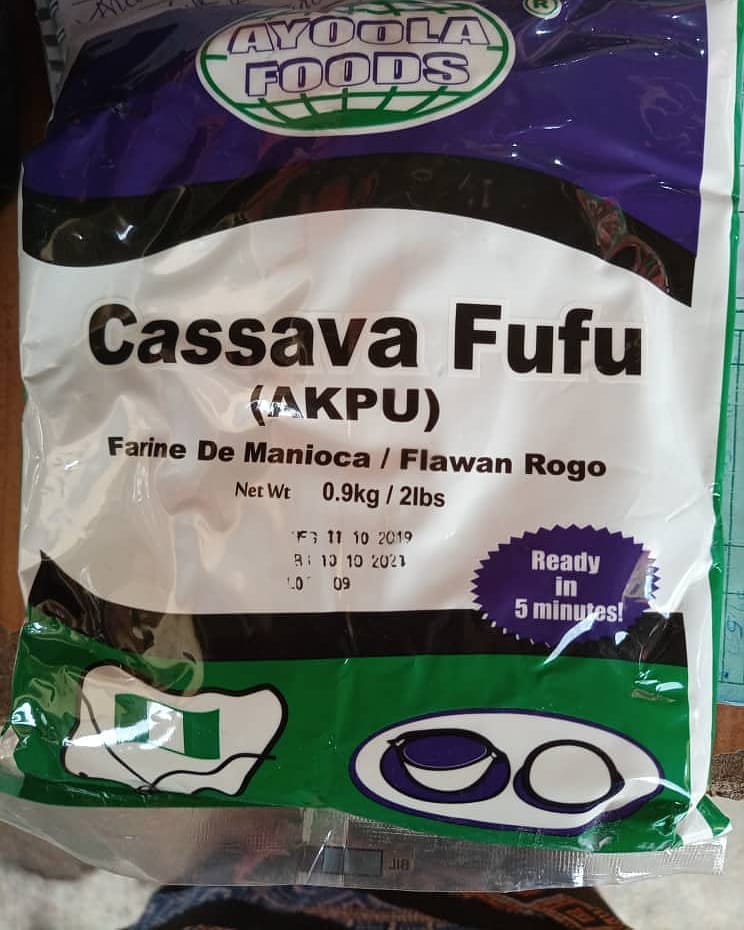 AYOOLA
FOODS
®
Cassava Fufu
(AKPU)
Farine De Manioca / Flawan Rogo
Net Wt 0.9kg / 2lbs
11 10 2019
10 10 2021
09
Ready
in
5 minutes!